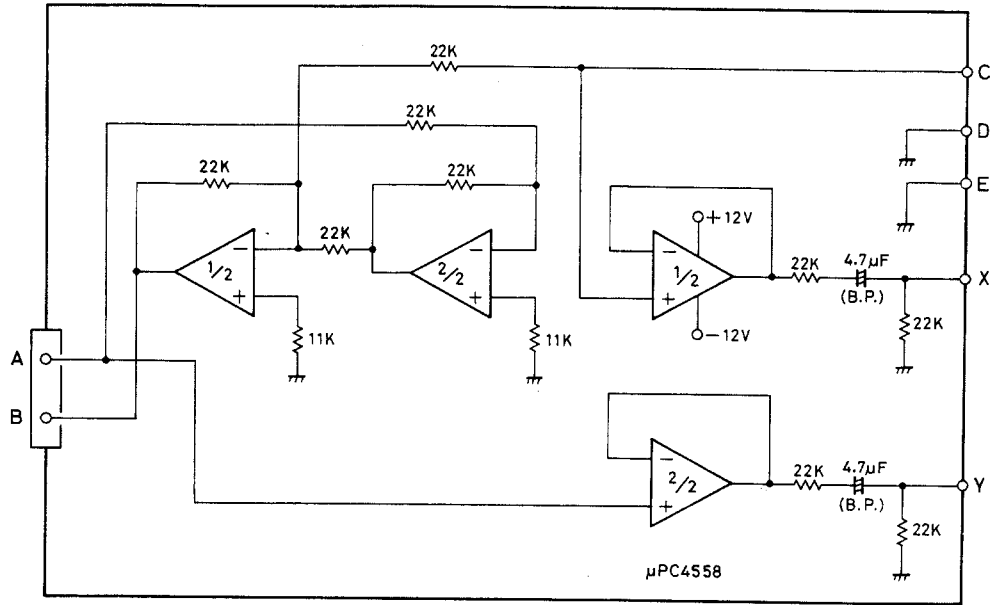 22K
C
22K
D
22K
22K
E
+12V
−
1/2
+
22K
−
2/2
+
−
1/2
+
22K
4.7μF
(B.P.)
X
11K
11K
−12V
22K
A
B
−
2/2
+
22K
4.7μF
(B.P.)
Y
22K
μPC4558